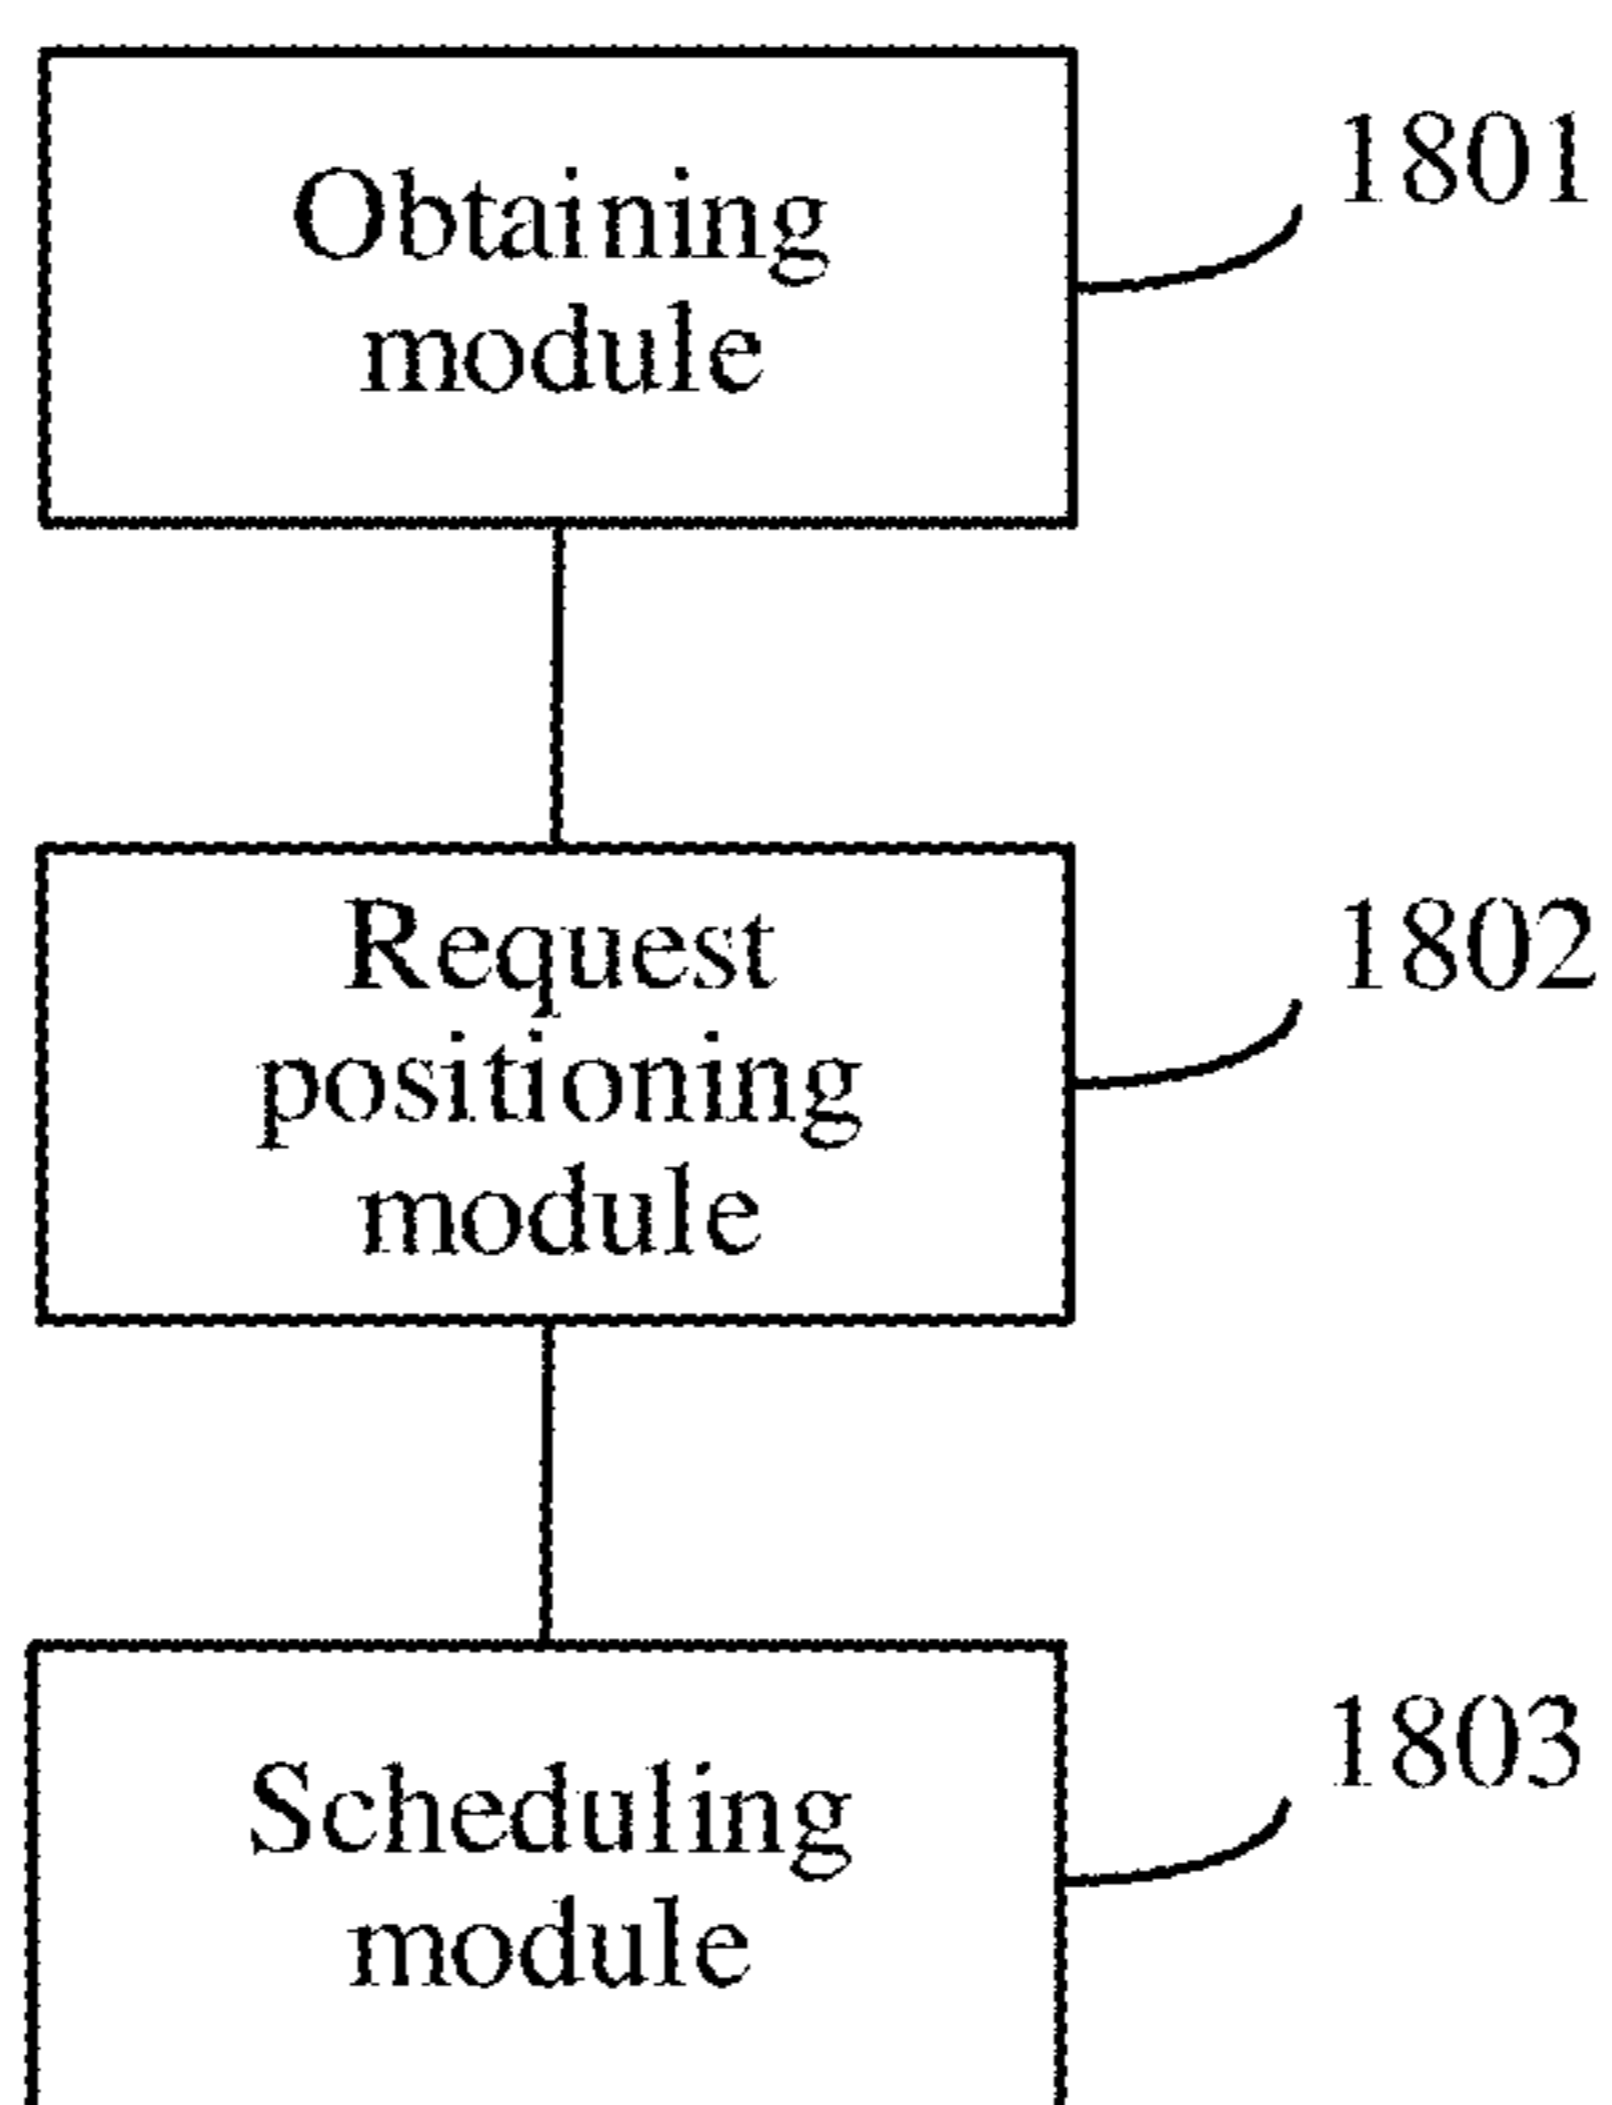 Obtaining
module
1801
Request
positioning
module
1802
Scheduling
module
1803